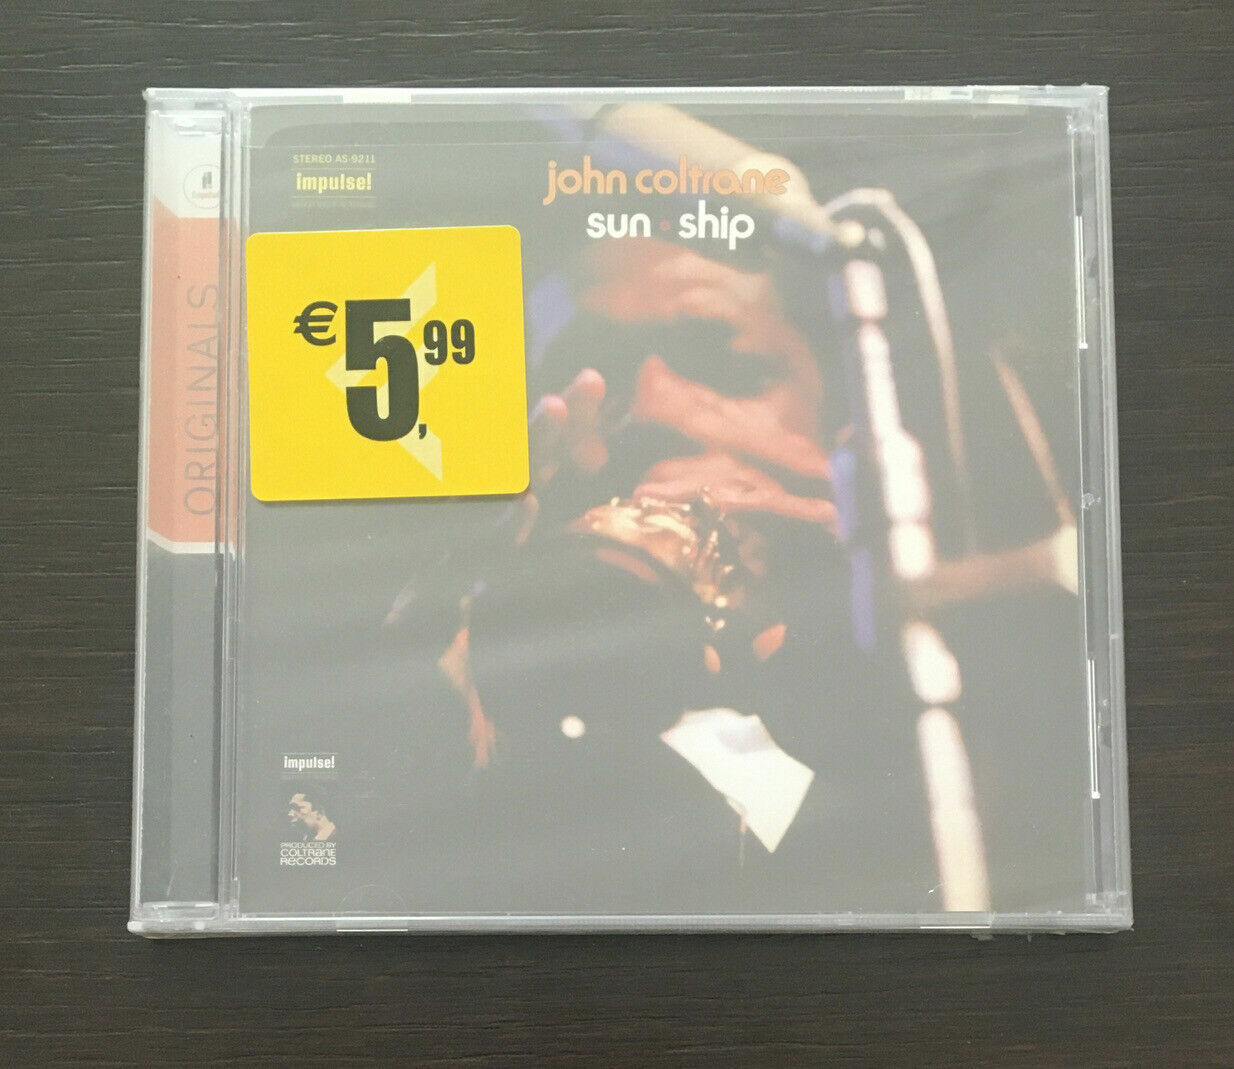 STEREO AS-9211
impulse!
john coltrane
sun • ship
€5,99
ORIGINALS
impulse!
PRODUCED BY
COLTRANE
RECORDS